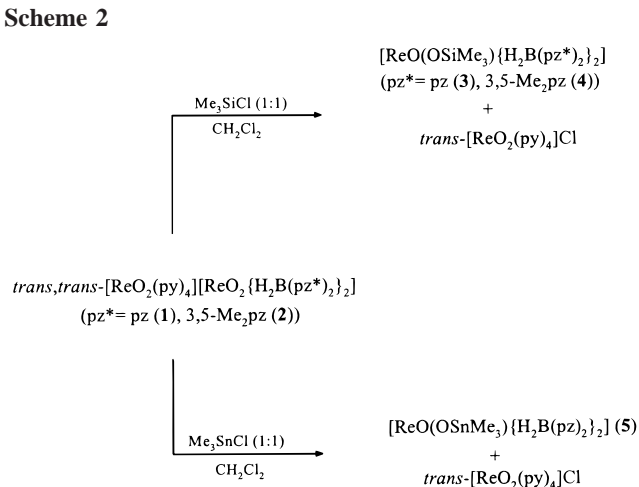 Scheme 2
[ReO(OSiMe₃){H₂B(pz*)₂}₂]
(pz*= pz (3), 3,5-Me₂pz (4))
Me₃SiCl (1:1)
+
CH₂Cl₂
trans-[ReO₂(py)₄]Cl
trans,trans-[ReO₂(py)₄][ReO₂{H₂B(pz*)₂}₂]
(pz*= pz (1), 3,5-Me₂pz (2))
Me₃SnCl (1:1)
[ReO(OSnMe₃){H₂B(pz)₂}₂] (5)
CH₂Cl₂
+
trans-[ReO₂(py)₄]Cl